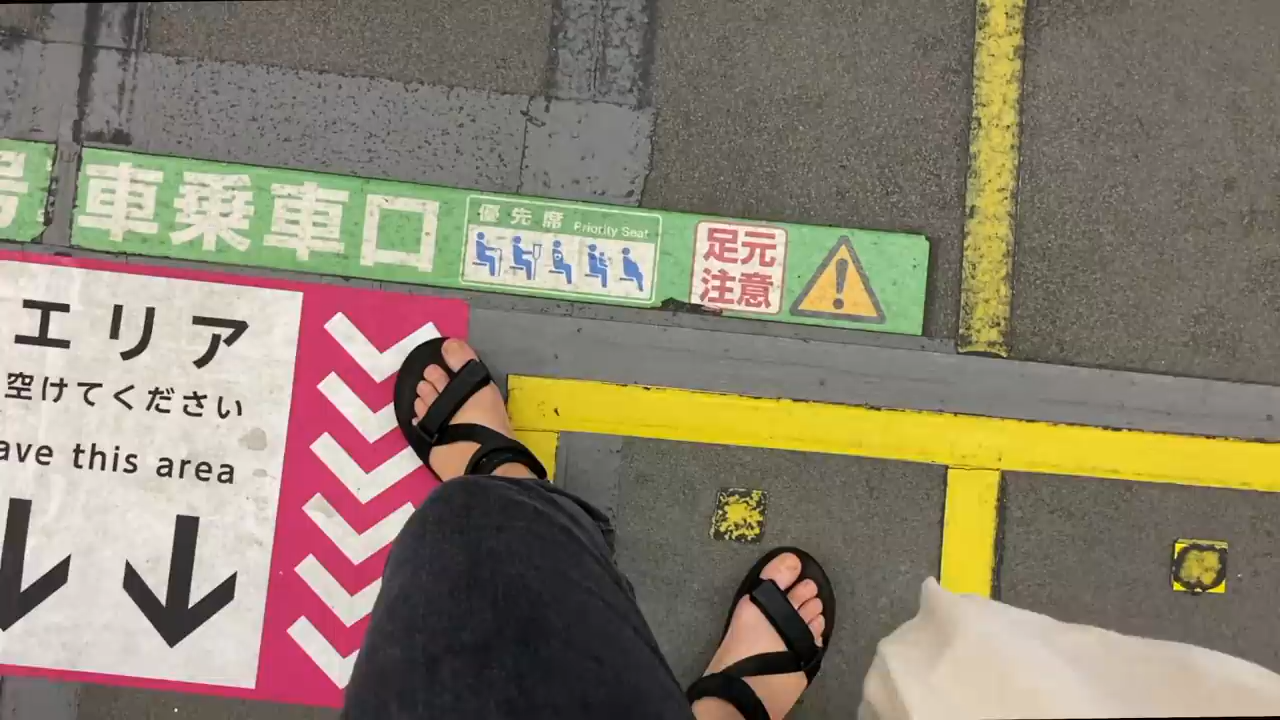 号車乗車口
優先席 Priority Seat
足元
注意
エリア
空けてください
ave this area